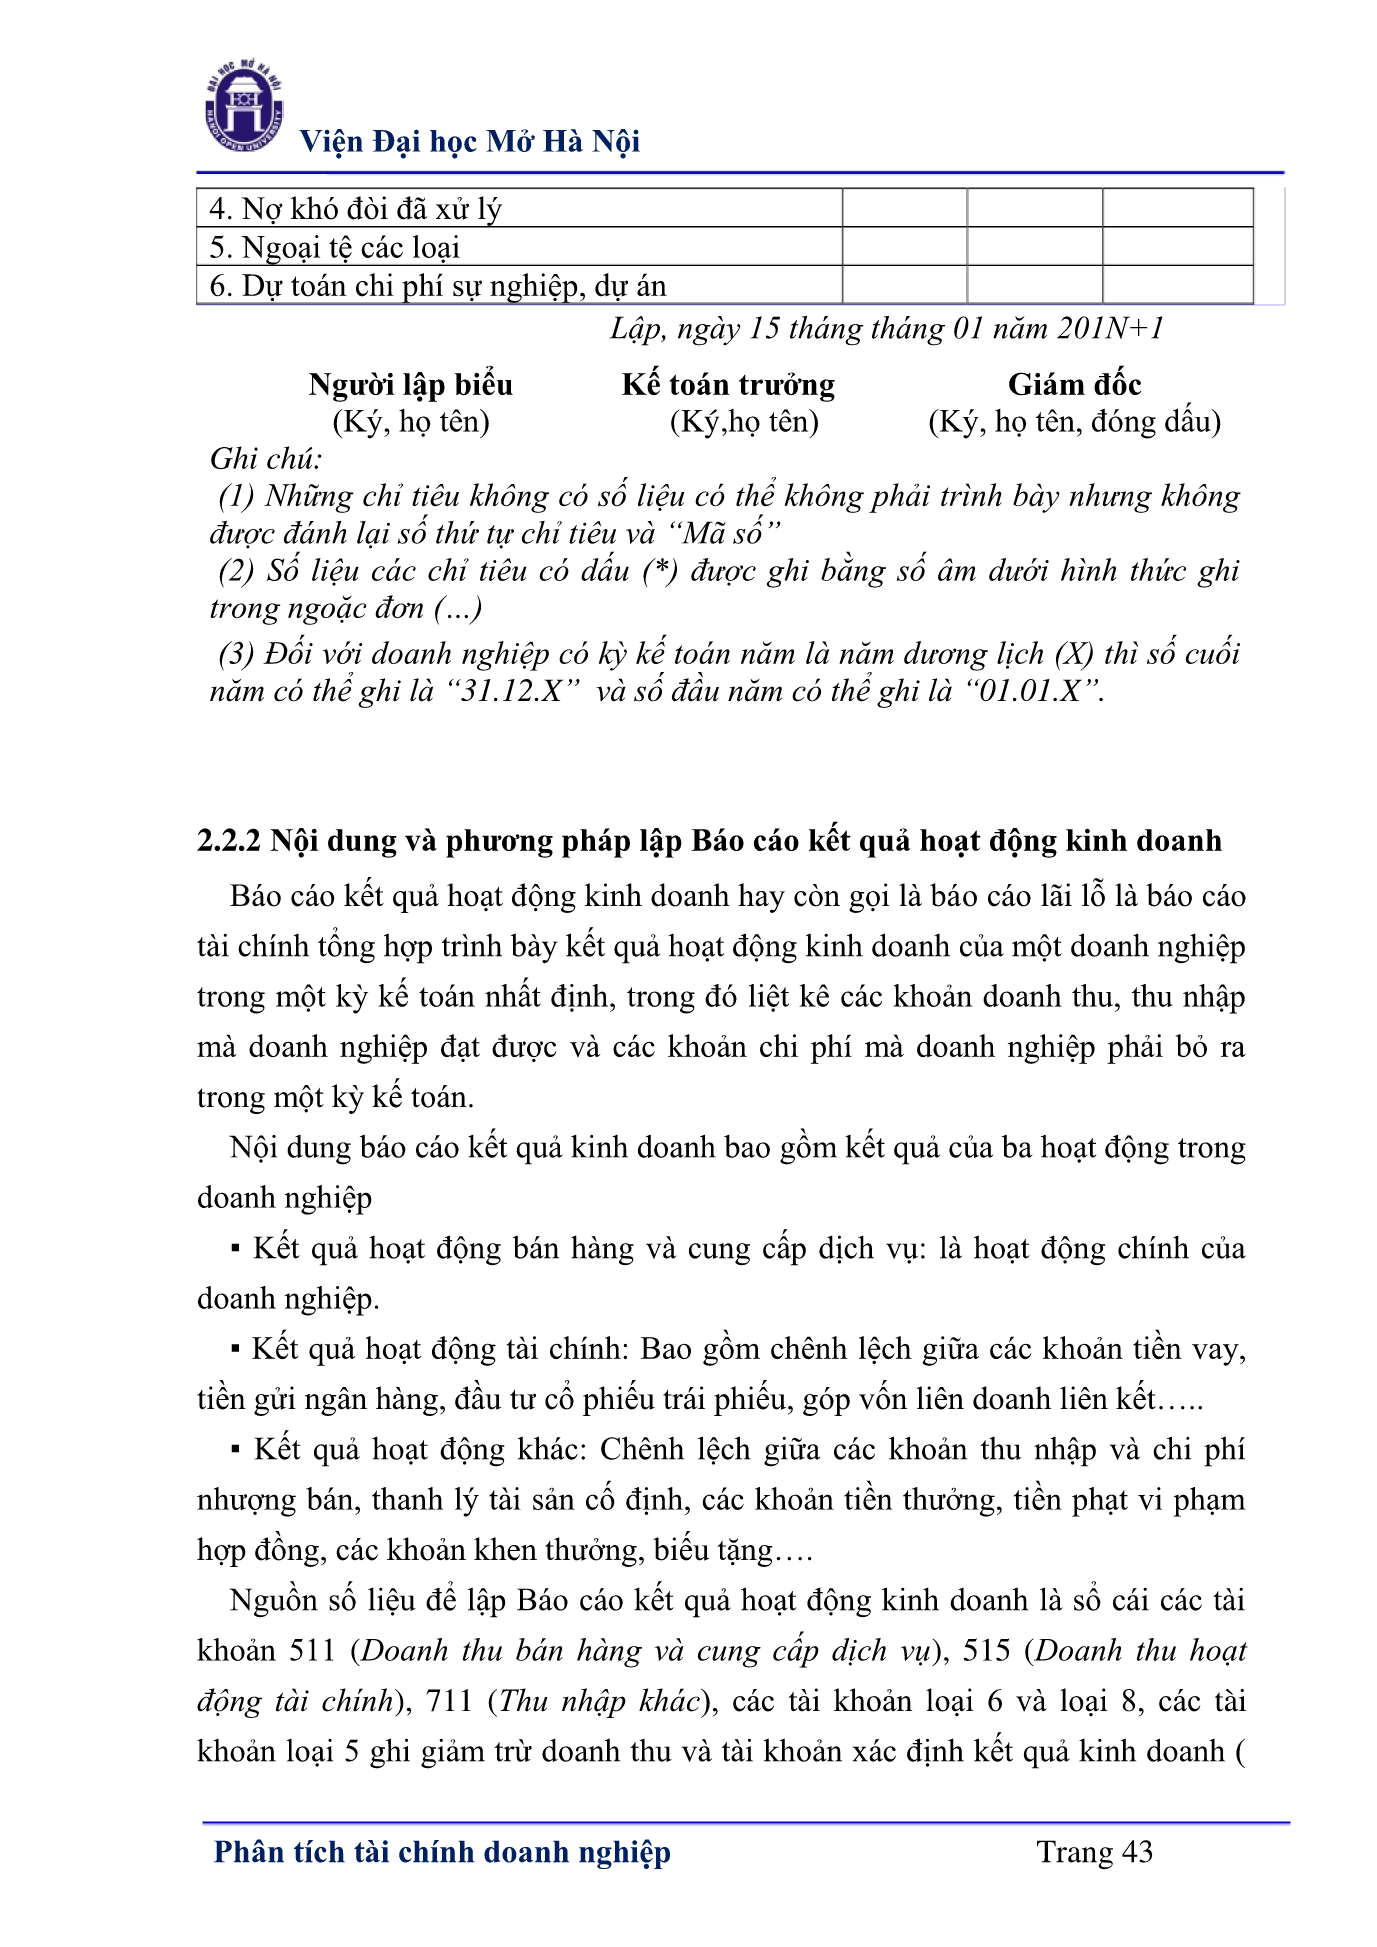 ĐẠI HỌC MỞ HÀ NỘI
HANOI OPEN UNIVERSITY
Viện Đại học Mở Hà Nội
4. Nợ khó đòi đã xử lý
5. Ngoại tệ các loại
6. Dự toán chi phí sự nghiệp, dự án
Lập, ngày 15 tháng tháng 01 năm 201N+1
Người lập biểu Kế toán trưởng Giám đốc
(Ký, họ tên) (Ký,họ tên) (Ký, họ tên, đóng dấu)
Ghi chú:
(1) Những chỉ tiêu không có số liệu có thể không phải trình bày nhưng không
được đánh lại số thứ tự chỉ tiêu và “Mã số”
(2) Số liệu các chỉ tiêu có dấu (*) được ghi bằng số âm dưới hình thức ghi
trong ngoặc đơn (…)
(3) Đối với doanh nghiệp có kỳ kế toán năm là năm dương lịch (X) thì số cuối
năm có thể ghi là “31.12.X” và số đầu năm có thể ghi là “01.01.X”.
2.2.2 Nội dung và phương pháp lập Báo cáo kết quả hoạt động kinh doanh
Báo cáo kết quả hoạt động kinh doanh hay còn gọi là báo cáo lãi lỗ là báo cáo
tài chính tổng hợp trình bày kết quả hoạt động kinh doanh của một doanh nghiệp
trong một kỳ kế toán nhất định, trong đó liệt kê các khoản doanh thu, thu nhập
mà doanh nghiệp đạt được và các khoản chi phí mà doanh nghiệp phải bỏ ra
trong một kỳ kế toán.
Nội dung báo cáo kết quả kinh doanh bao gồm kết quả của ba hoạt động trong
doanh nghiệp
▪ Kết quả hoạt động bán hàng và cung cấp dịch vụ: là hoạt động chính của
doanh nghiệp.
▪ Kết quả hoạt động tài chính: Bao gồm chênh lệch giữa các khoản tiền vay,
tiền gửi ngân hàng, đầu tư cổ phiếu trái phiếu, góp vốn liên doanh liên kết…..
▪ Kết quả hoạt động khác: Chênh lệch giữa các khoản thu nhập và chi phí
nhượng bán, thanh lý tài sản cố định, các khoản tiền thưởng, tiền phạt vi phạm
hợp đồng, các khoản khen thưởng, biếu tặng….
Nguồn số liệu để lập Báo cáo kết quả hoạt động kinh doanh là sổ cái các tài
khoản 511 (Doanh thu bán hàng và cung cấp dịch vụ), 515 (Doanh thu hoạt
động tài chính), 711 (Thu nhập khác), các tài khoản loại 6 và loại 8, các tài
khoản loại 5 ghi giảm trừ doanh thu và tài khoản xác định kết quả kinh doanh (
Phân tích tài chính doanh nghiệp Trang 43